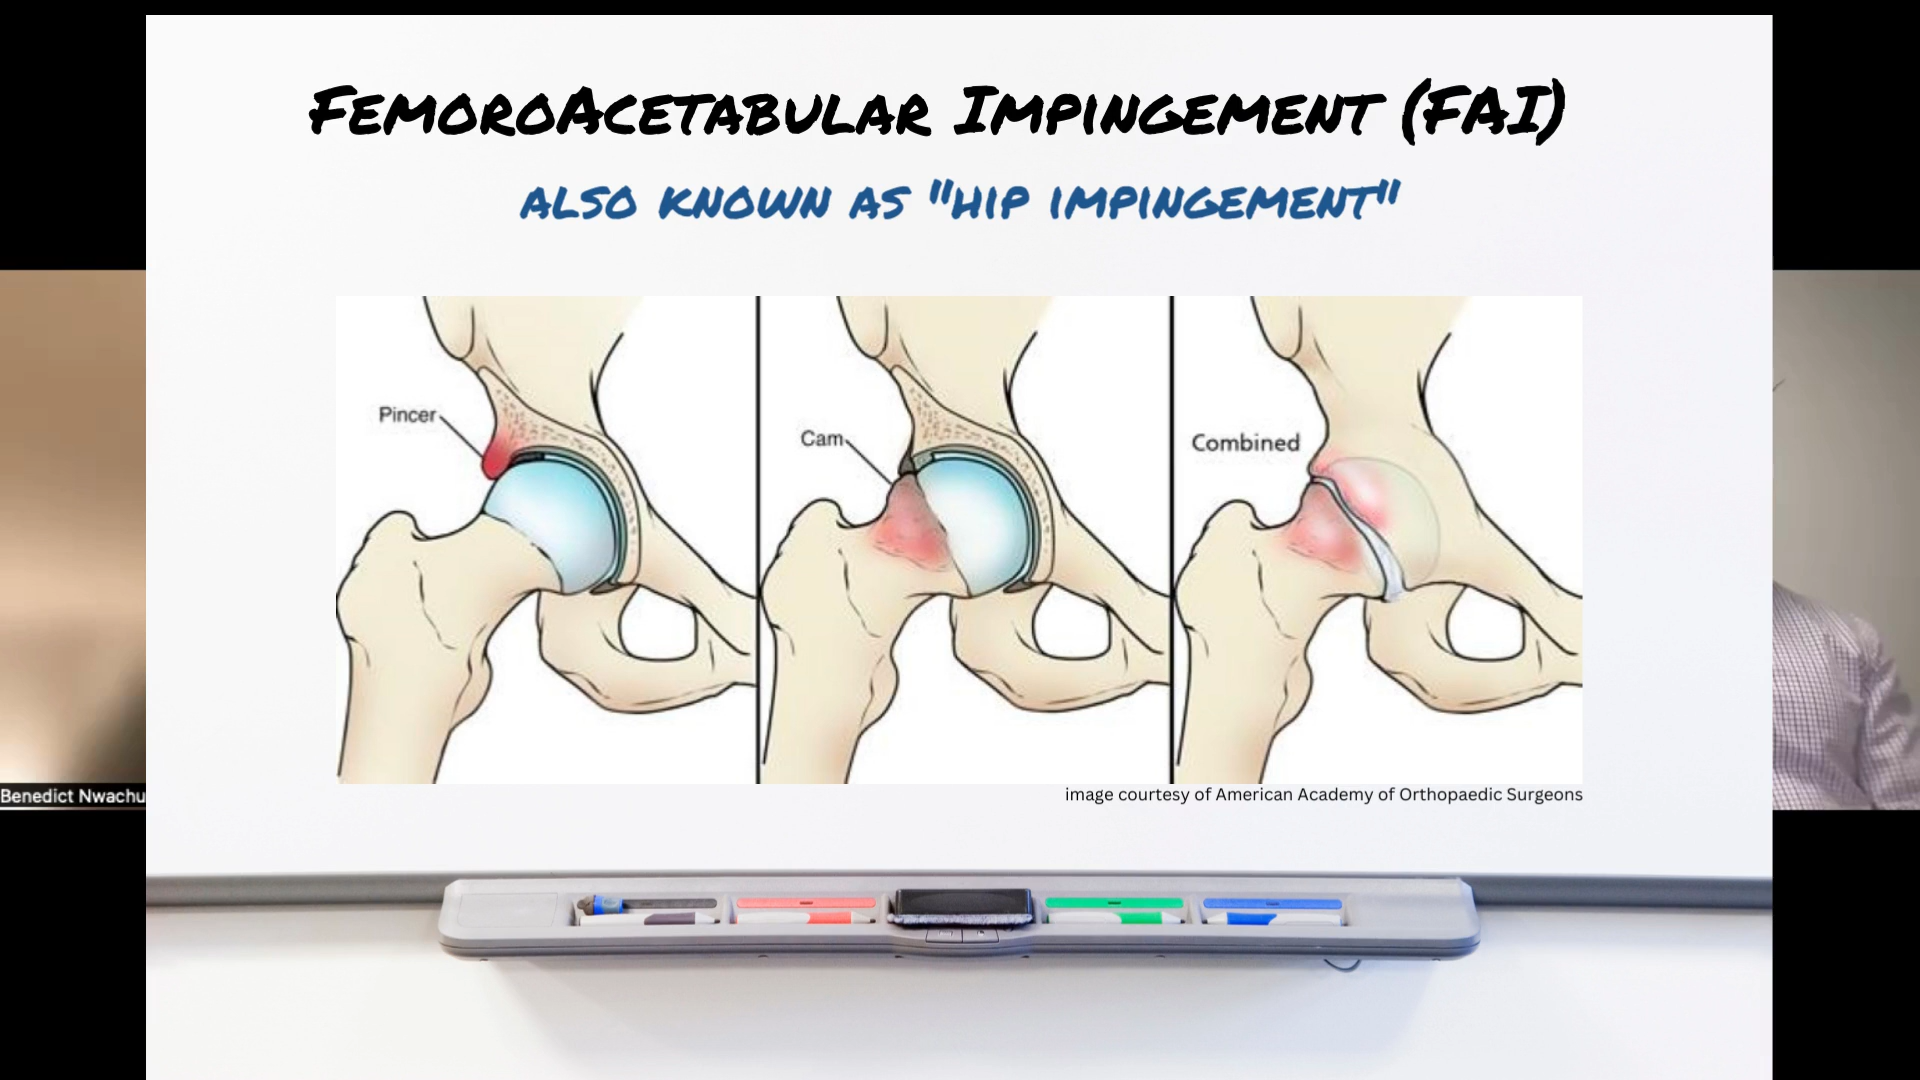 FemoroAcetabular Impingement (FAI)
also known as "hip impingement"
Pincer
Cam
Combined
image courtesy of American Academy of Orthopaedic Surgeons
Benedict Nwachu